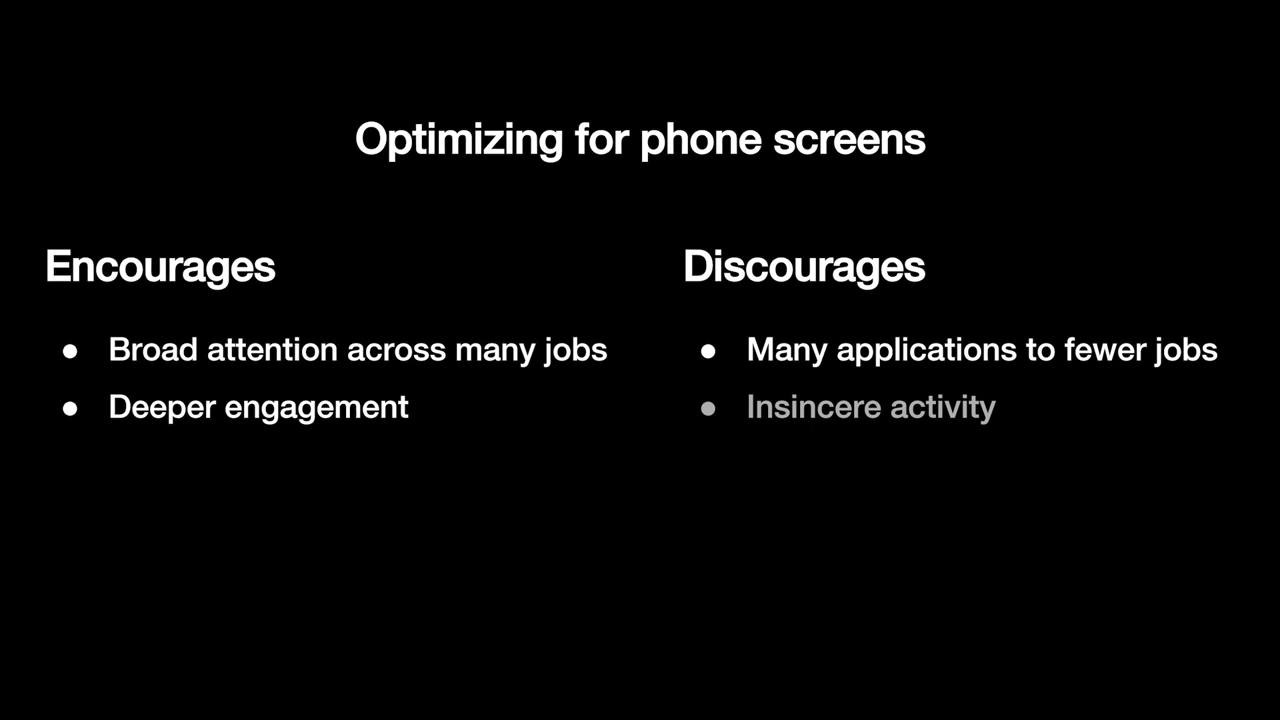 Optimizing for phone screens
Encourages
● Broad attention across many jobs
● Deeper engagement
Discourages
● Many applications to fewer jobs
● Insincere activity